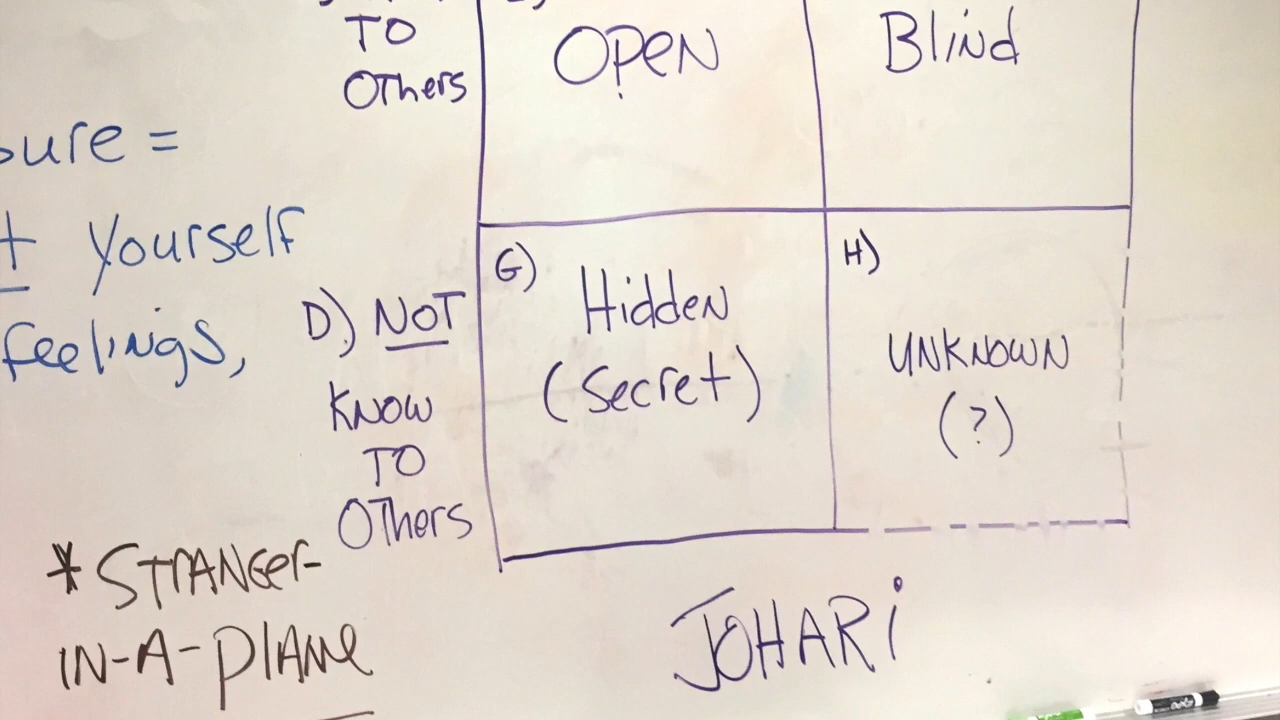 TO
OTHERS
OPEN
Blind
sure =
yourself
feelings,
G)
H)
Hidden
(Secret)
UNKNOWN
(?)
D.) NOT
KNOW
TO
OTHERS
* STRANGER-
IN-A-PLANE
JOHARI